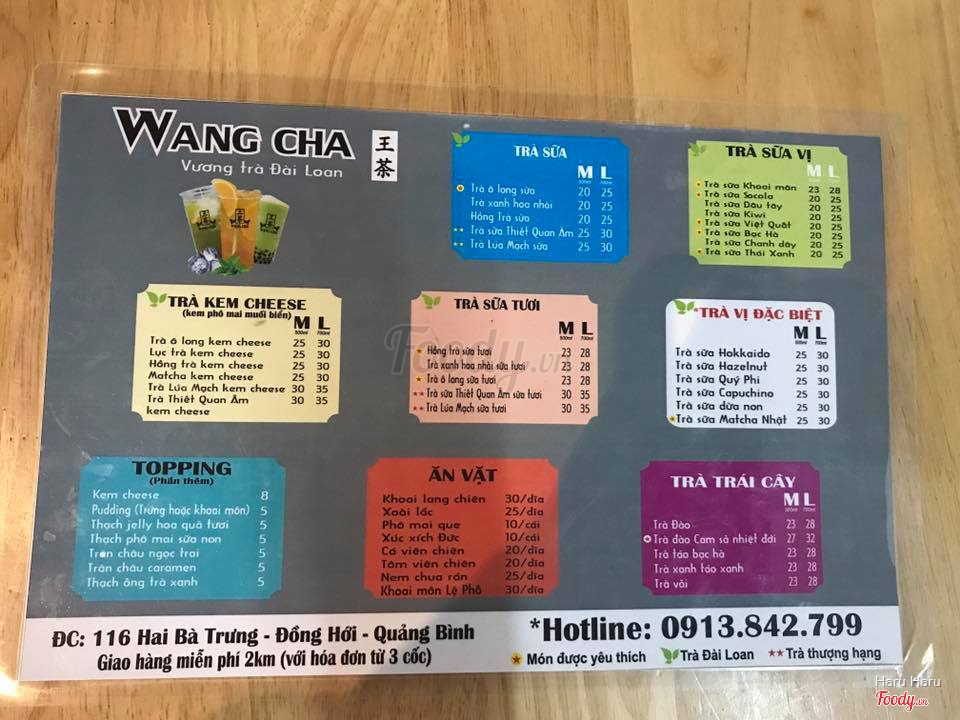 WANG CHA
王茶
Vương trà Đài Loan
TRÀ SỮA
M L
500ml 700ml
Trà ô long sữa 20 25
Trà xanh hoa nhài 20 25
Hồng Trà sữa 20 25
** Trà sữa Thiết Quan Âm 25 30
** Trà Lúa Mạch sữa 25 30
TRÀ SỮA VỊ
M L
500ml 700ml
Trà sữa Khoai môn 23 28
Trà sữa Socola 20 25
Trà sữa Dâu tây 20 25
Trà sữa Kiwi 20 25
Trà sữa Việt Quất 20 25
Trà sữa Bạc Hà 20 25
Trà sữa Chanh dây 20 25
Trà sữa Thái Xanh 20 25
TRÀ KEM CHEESE
(kem phô mai muối biển)
M L
500ml 700ml
Trà ô long kem cheese 25 30
Lục trà kem cheese 25 30
Hồng trà kem cheese 25 30
Matcha kem cheese 25 30
Trà Lúa Mạch kem cheese 30 35
Trà Thiết Quan Âm 30 35
kem cheese
TRÀ SỮA TƯƠI
M L
500ml 700ml
Hồng trà sữa tươi 23 28
Trà xanh hoa nhài sữa tươi 23 28
Trà ô long sữa tươi 23 28
** Trà sữa Thiết Quan Âm sữa tươi 30 35
** Trà Lúa Mạch sữa tươi 30 35
*TRÀ VỊ ĐẶC BIỆT
M L
500ml 700ml
Trà sữa Hokkaido 25 30
Trà sữa Hazelnut 25 30
Trà sữa Quý Phi 25 30
Trà sữa Capuchino 25 30
Trà sữa dừa non 25 30
Trà sữa Matcha Nhật 25 30
TOPPING
(Phần thêm)
Kem cheese 8
Pudding (Trứng hoặc khoai môn) 5
Thạch jelly hoa quả tươi 5
Thạch phô mai sữa non 5
Trân châu ngọc trai 5
Trân châu caramen 5
Thạch ống trà xanh 5
ĂN VẶT
Khoai lang chiên 30/dĩa
Xoài lắc 25/dĩa
Phô mai que 10/cái
Xúc xích Đức 10/cái
Cá viên chiên 20/dĩa
Tôm viên chiên 20/dĩa
Nem chua rán 25/dĩa
Khoai môn Lệ Phố 30/dĩa
TRÀ TRÁI CÂY
M L
500ml 700ml
Trà Đào 23 28
Trà đào Cam sả nhiệt đới 27 32
Trà táo bạc hà 23 28
Trà xanh táo xanh 23 28
Trà vải 23 28
ĐC: 116 Hai Bà Trưng - Đồng Hới - Quảng Bình
Giao hàng miễn phí 2km (với hóa đơn từ 3 cốc)
*Hotline: 0913.842.799
Món được yêu thích Trà Đài Loan ** Trà thượng hạng
Foody.vn
Haru Haru
Foody.vn